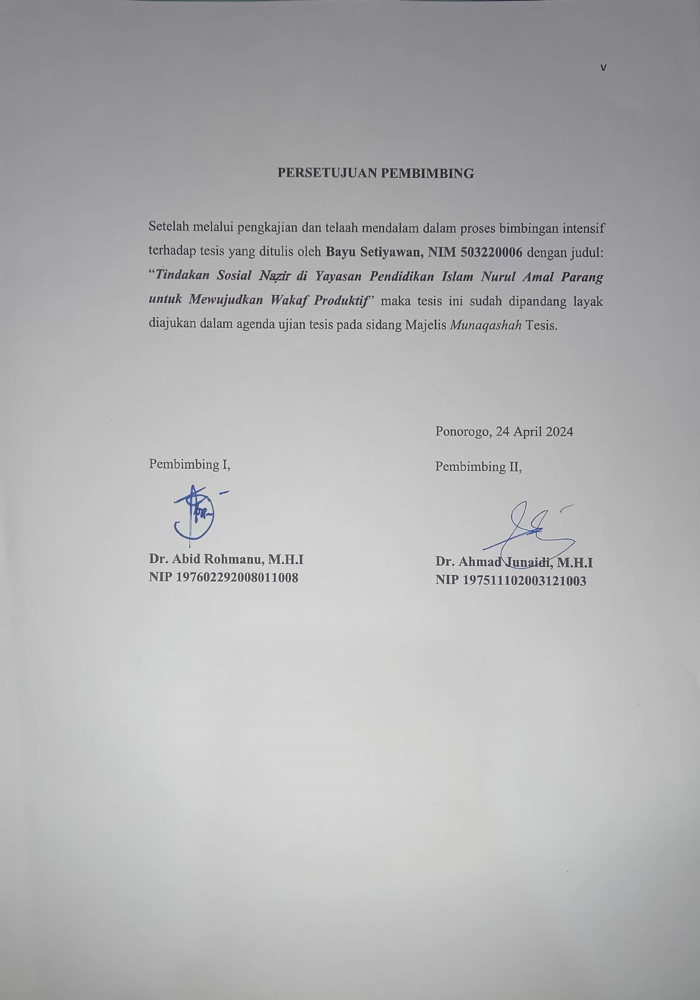 v
PERSETUJUAN PEMBIMBING
Setelah melalui pengkajian dan telaah mendalam dalam proses bimbingan intensif
terhadap tesis yang ditulis oleh Bayu Setiyawan, NIM 503220006 dengan judul:
“Tindakan Sosial Naẓir di Yayasan Pendidikan Islam Nurul Amal Parang
untuk Mewujudkan Wakaf Produktif” maka tesis ini sudah dipandang layak
diajukan dalam agenda ujian tesis pada sidang Majelis Munaqashah Tesis.
Ponorogo, 24 April 2024
Pembimbing I,
Pembimbing II,
Dr. Abid Rohmanu, M.H.I
NIP 197602292008011008
Dr. Ahmad Junaidi, M.H.I
NIP 197511102003121003